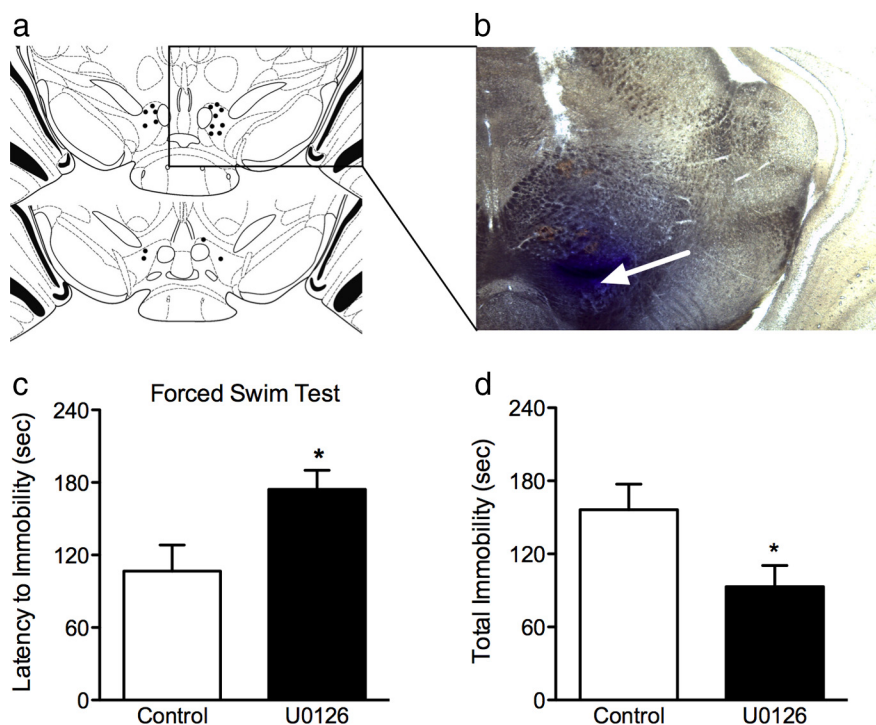 a
b
c
Forced Swim Test
Latency to Immobility (sec)
240
180
120
60
0
*
Control
U0126
d
Total Immobility (sec)
240
180
120
60
0
*
Control
U0126